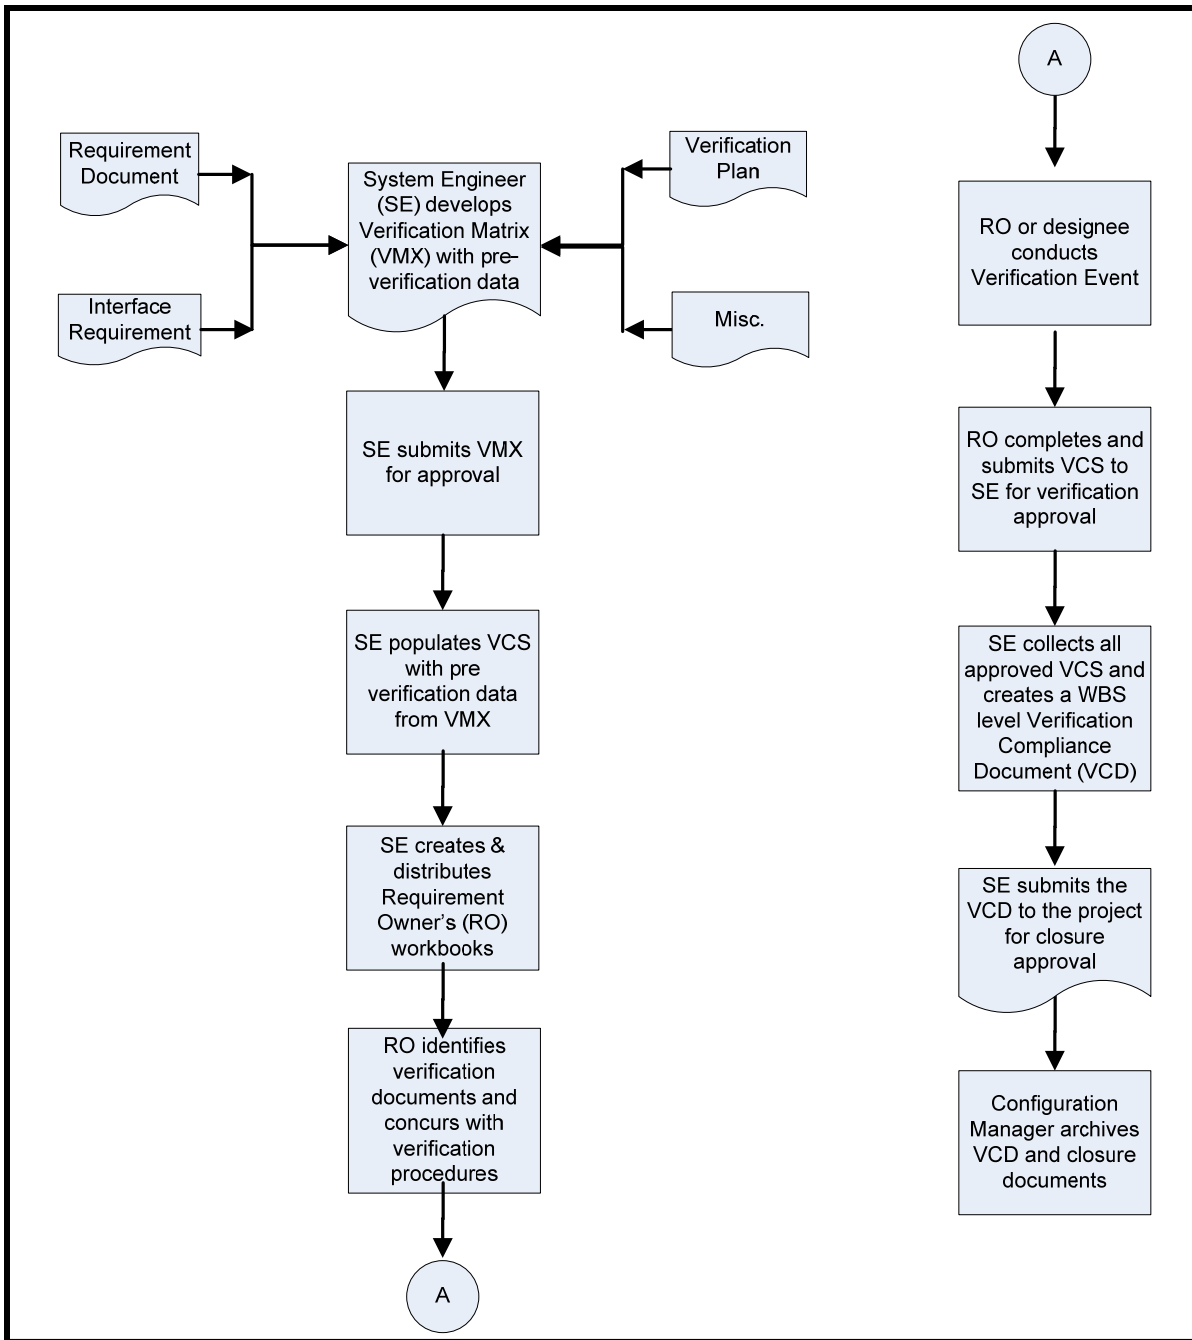 Requirement
Document
Interface
Requirement
Verification
Plan
Misc.
System Engineer
(SE) develops
Verification Matrix
(VMX) with pre-
verification data
SE submits VMX
for approval
SE populates VCS
with pre
verification data
from VMX
SE creates &
distributes
Requirement
Owner's (RO)
workbooks
RO identifies
verification
documents and
concurs with
verification
procedures
A
A
RO or designee
conducts
Verification Event
RO completes and
submits VCS to
SE for verification
approval
SE collects all
approved VCS and
creates a WBS
level Verification
Compliance
Document (VCD)
SE submits the
VCD to the project
for closure
approval
Configuration
Manager archives
VCD and closure
documents